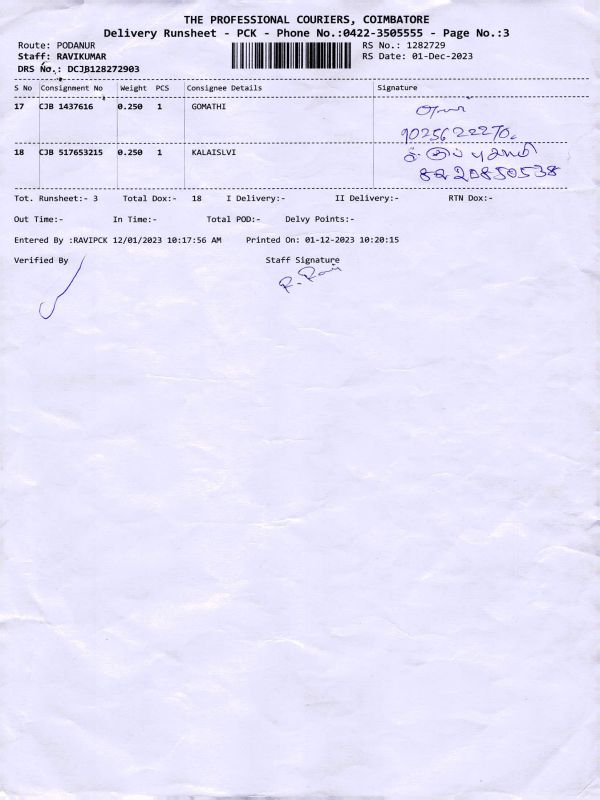 THE PROFESSIONAL COURIERS, COIMBATORE
Delivery Runsheet - PCK - Phone No.:0422-3505555 - Page No.:3
Route: PODANUR RS No.: 1282729
Staff: RAVIKUMAR RS Date: 01-Dec-2023
DRS No.: DCJB128272903
S No Consignment No Weight PCS Consignee Details Signature
17 CJB 1437616 0.250 1 GOMATHI
9025622270
18 CJB 517653215 0.250 1 KALAISLVI
8220850538
Tot. Runsheet:- 3 Total Dox:- 18 I Delivery:- II Delivery:- RTN Dox:-
Out Time:- In Time:- Total POD:- Delvy Points:-
Entered By :RAVIPCK 12/01/2023 10:17:56 AM Printed On: 01-12-2023 10:20:15
Verified By Staff Signature
R. Ravi